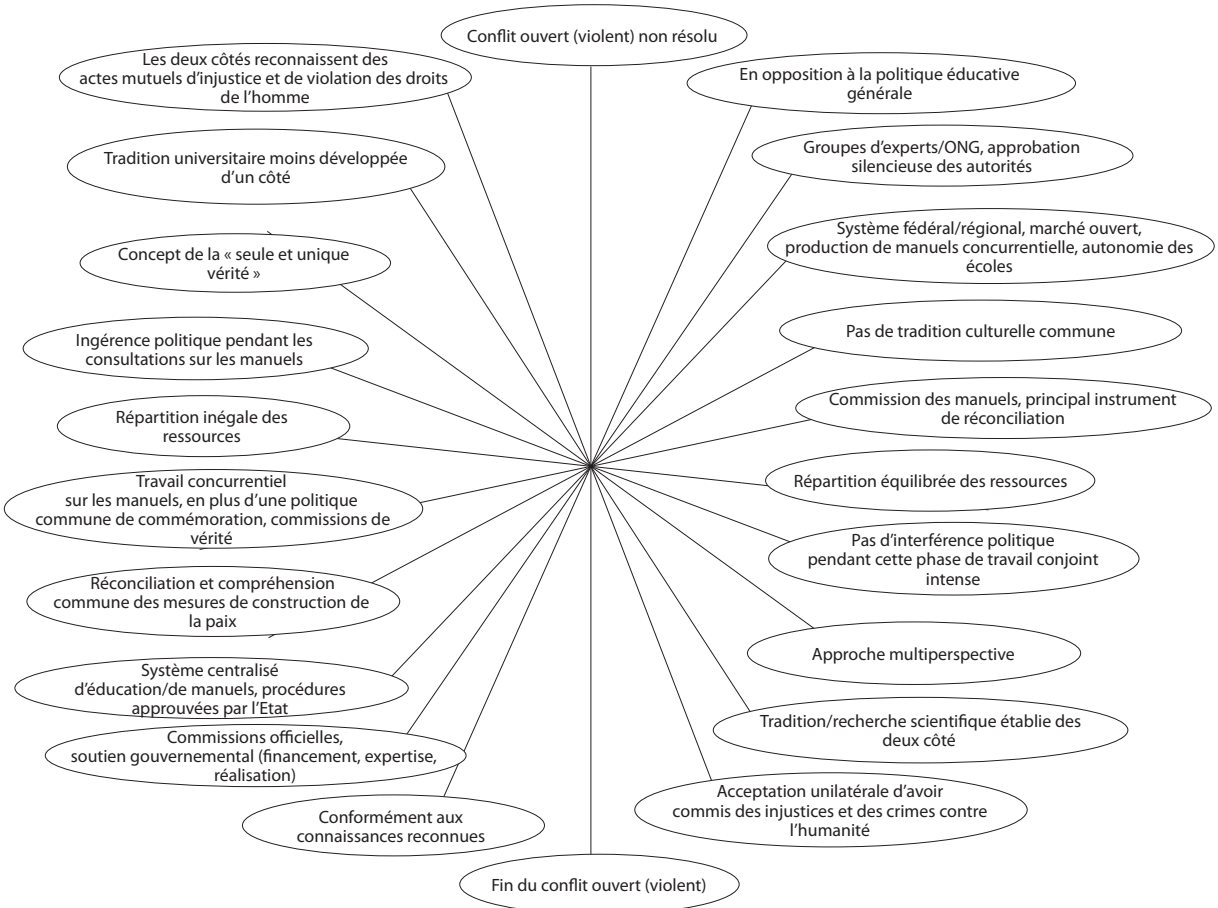 Conflit ouvert (violent) non résolu
Les deux côtés reconnaissent des
actes mutuels d'injustice et de violation des droits
de l'homme
En opposition à la politique éducative
générale
Tradition universitaire moins développée
d'un côté
Groupes d'experts/ONG, approbation
silencieuse des autorités
Concept de la « seule et unique
vérité »
Système fédéral/régional, marché ouvert,
production de manuels concurrentielle, autonomie des
écoles
Ingérence politique pendant les
consultations sur les manuels
Pas de tradition culturelle commune
Répartition inégale des
ressources
Commission des manuels, principal instrument
de réconciliation
Travail concurrentiel
sur les manuels, en plus d'une politique
commune de commémoration, commissions de
vérité
Répartition équilibrée des ressources
Pas d'interférence politique
pendant cette phase de travail conjoint
intense
Réconciliation et compréhension
commune des mesures de construction de
la paix
Approche multiperspective
Système centralisé
d'éducation/de manuels, procédures
approuvées par l'Etat
Tradition/recherche scientifique établie des
deux côté
Commissions officielles,
soutien gouvernemental (financement, expertise,
réalisation)
Acceptation unilatérale d'avoir
commis des injustices et des crimes contre
l'humanité
Conformément aux
connaissances reconnues
Fin du conflit ouvert (violent)